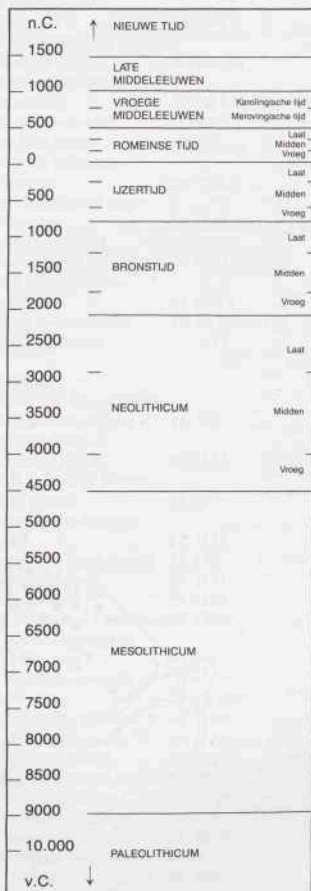 n.C.
NIEUWE TIJD
1500
LATE
MIDDELEEUWEN
1000
VROEGE
MIDDELEEUWEN
Karolingische tijd
Merovingische tijd
500
ROMEINSE TIJD
Laat
Midden
Vroeg
0
IJZERTIJD
Laat
500
Midden
Vroeg
1000
BRONSTIJD
Laat
1500
Midden
2000
Vroeg
2500
Laat
3000
NEOLITHICUM
3500
Midden
4000
Vroeg
4500
5000
5500
6000
6500
MESOLITHICUM
7000
7500
8000
8500
9000
10.000
PALEOLITHICUM
v.C.